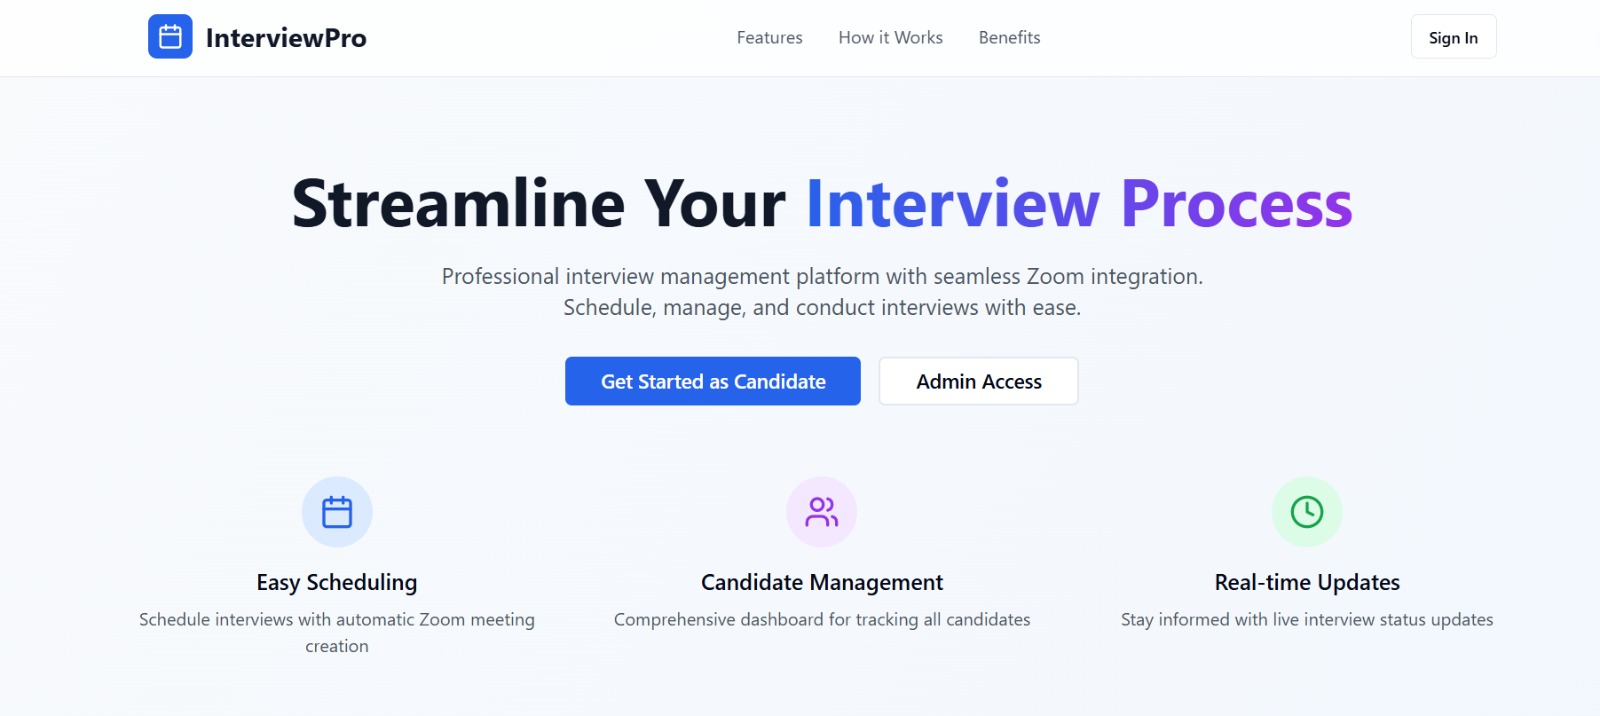 InterviewPro
Features
How it Works
Benefits
Sign In
Streamline Your Interview Process
Professional interview management platform with seamless Zoom integration.
Schedule, manage, and conduct interviews with ease.
Get Started as Candidate
Admin Access
Easy Scheduling
Schedule interviews with automatic Zoom meeting
creation
Candidate Management
Comprehensive dashboard for tracking all candidates
Real-time Updates
Stay informed with live interview status updates